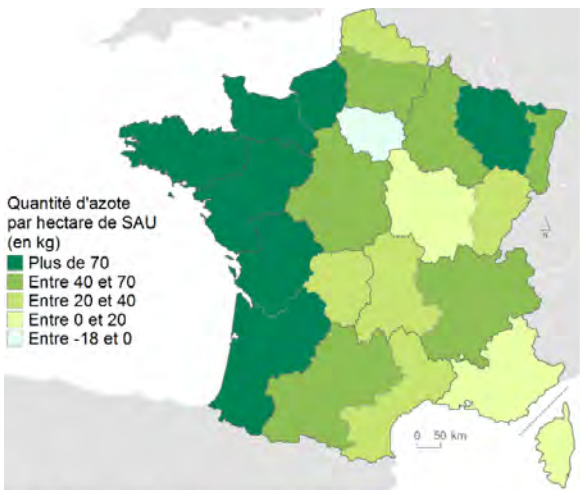 Quantité d'azote
par hectare de SAU
(en kg)
Plus de 70
Entre 40 et 70
Entre 20 et 40
Entre 0 et 20
Entre -18 et 0
0 50 km